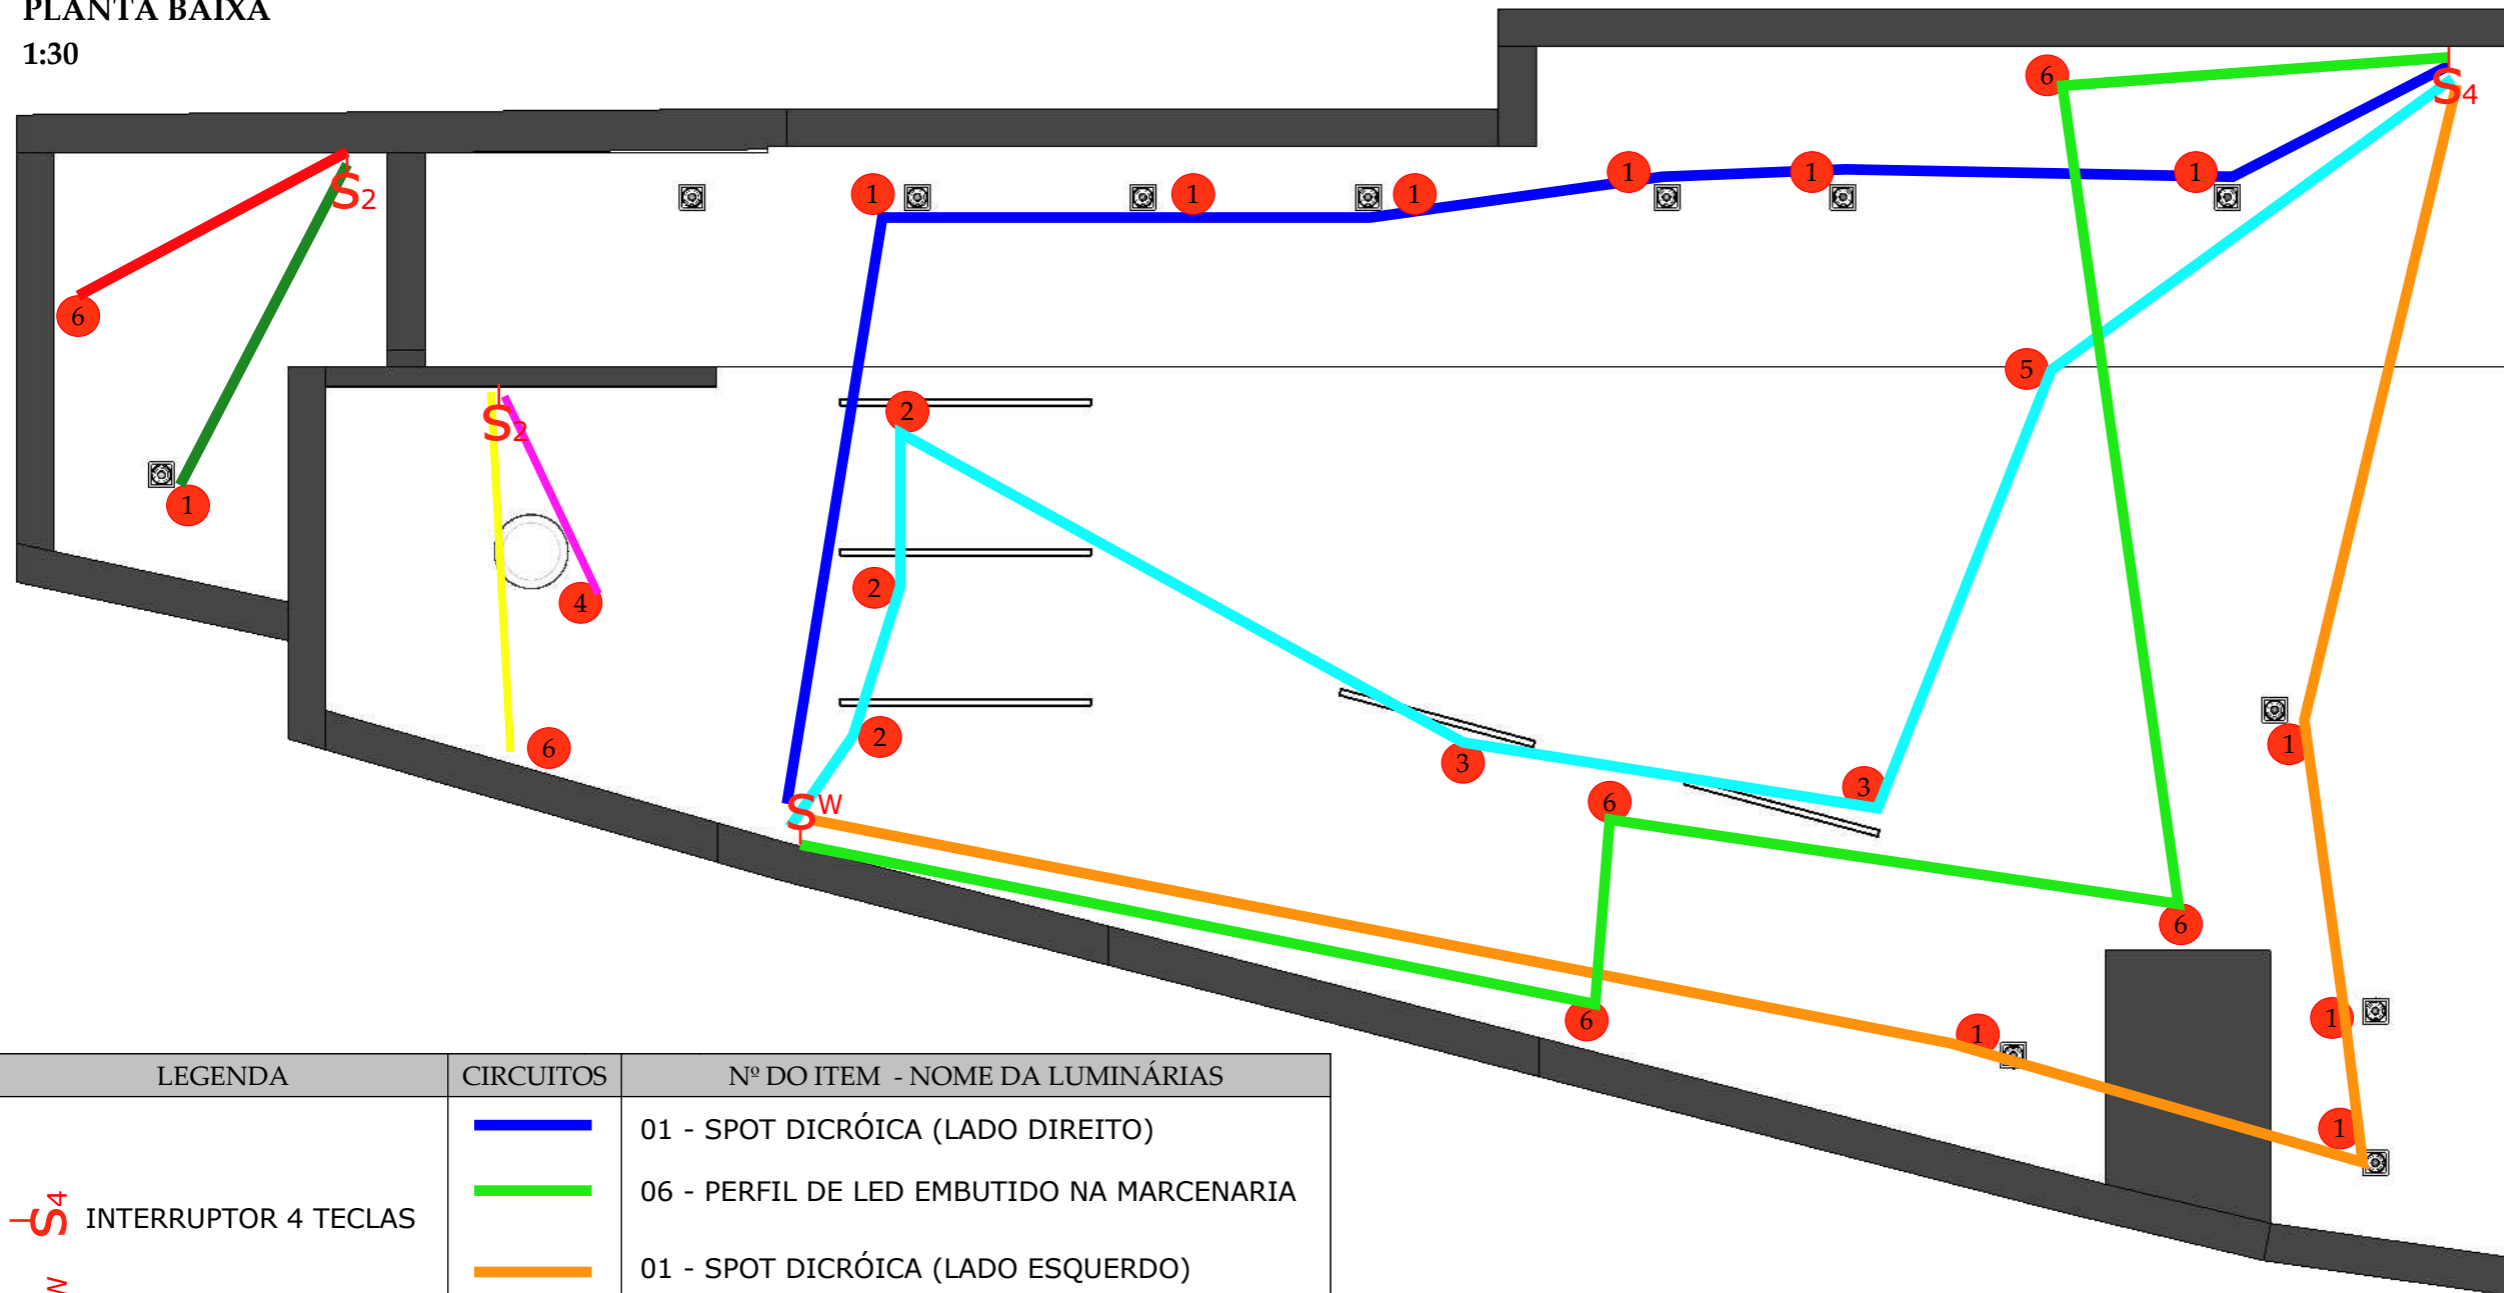 PLANTA BAIXA
1:30
6
S4
S2
1
1
1
1
1
1
6
5
2
S2
1
2
4
2
6
3
3
1
SW
6
6
6
1
1
1
LEGENDA
CIRCUITOS
Nº DO ITEM - NOME DA LUMINÁRIAS
01 - SPOT DICRÓICA (LADO DIREITO)
06 - PERFIL DE LED EMBUTIDO NA MARCENARIA
S4 INTERRUPTOR 4 TECLAS
01 - SPOT DICRÓICA (LADO ESQUERDO)
W